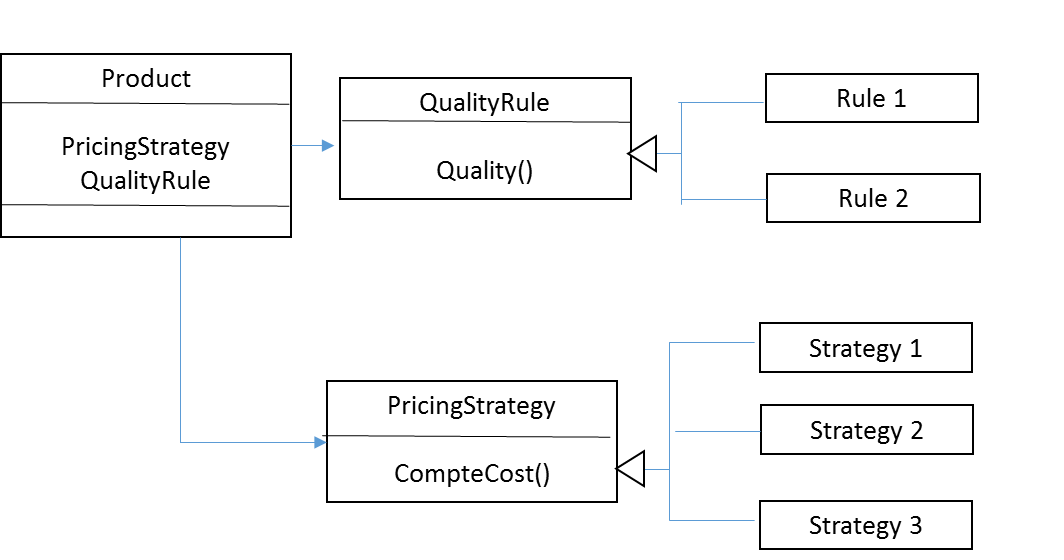 Product
PricingStrategy
QualityRule
QualityRule
Quality()
Rule 1
Rule 2
PricingStrategy
CompteCost()
Strategy 1
Strategy 2
Strategy 3